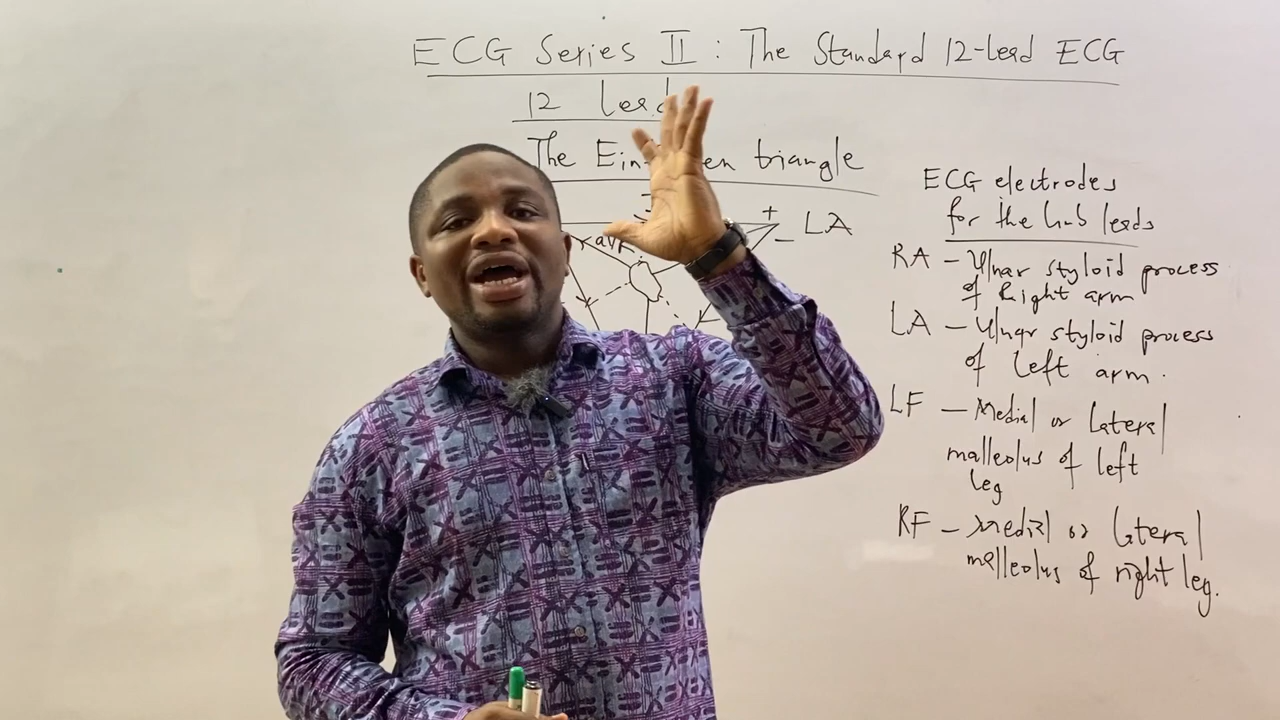 ECG Series II : The Standard 12-lead ECG
12 lead
The Ein en triangle
+
LA
-
aVR
ECG electrodes
for the limb leads
RA - Ulnar styloid process
of Right arm
LA - Ulnar styloid process
of left arm.
LF - Medial or lateral
malleolus of left
leg
RF - Medial or lateral
malleolus of right leg.